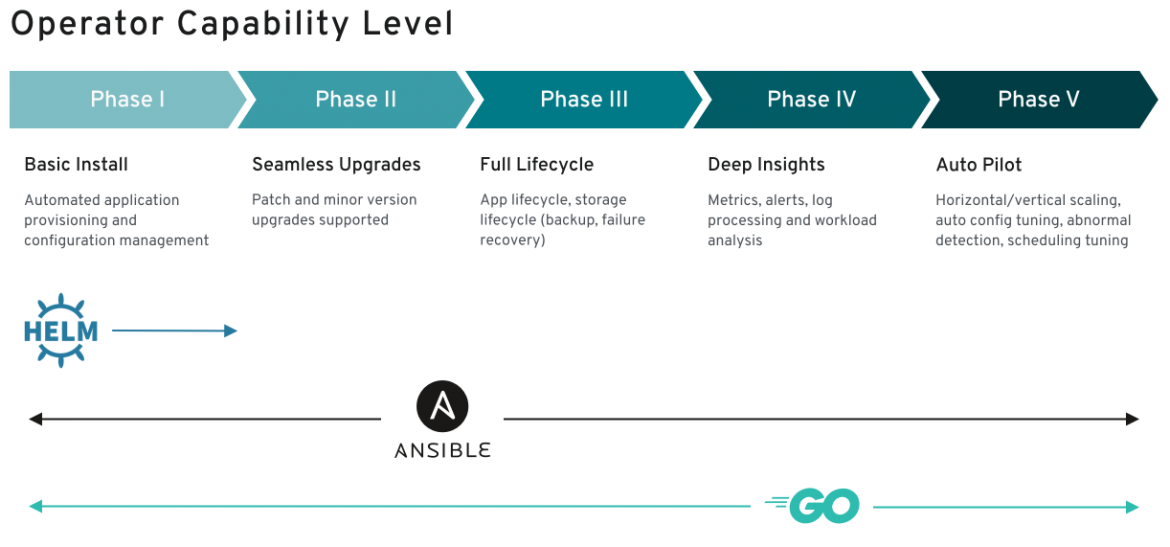 Operator Capability Level
Phase I
Phase II
Phase III
Phase IV
Phase V
Basic Install
Automated application
provisioning and
configuration management
Seamless Upgrades
Patch and minor version
upgrades supported
Full Lifecycle
App lifecycle, storage
lifecycle (backup, failure
recovery)
Deep Insights
Metrics, alerts, log
processing and workload
analysis
Auto Pilot
Horizontal/vertical scaling,
auto config tuning, abnormal
detection, scheduling tuning
HELM
A
ANSIBLE
GO